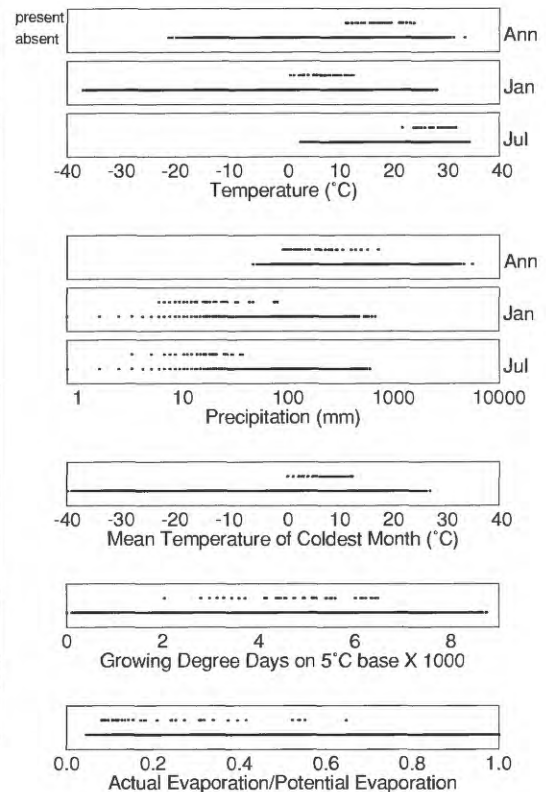 present
absent
Ann
Jan
Jul
-40 -30 -20 -10 0 10 20 30 40
Temperature (˚C)
Ann
Jan
Jul
1 10 100 1000 10000
Precipitation (mm)
-40 -30 -20 -10 0 10 20 30 40
Mean Temperature of Coldest Month (˚C)
0 2 4 6 8
Growing Degree Days on 5˚C base X 1000
0.0 0.2 0.4 0.6 0.8 1.0
Actual Evaporation/Potential Evaporation